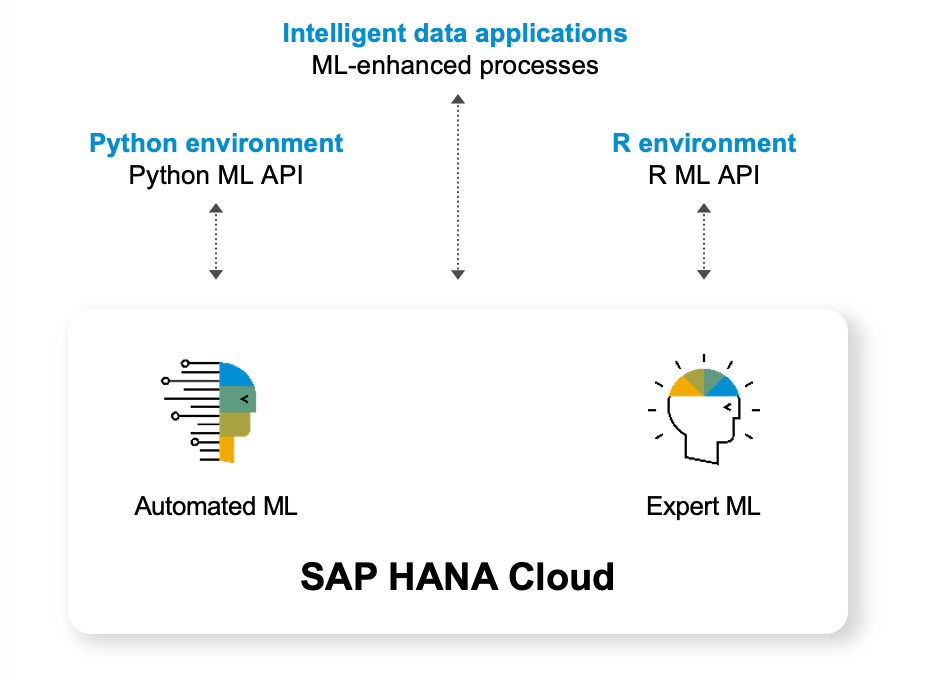 Intelligent data applications
ML-enhanced processes
Python environment
Python ML API
R environment
R ML API
Automated ML
Expert ML
SAP HANA Cloud